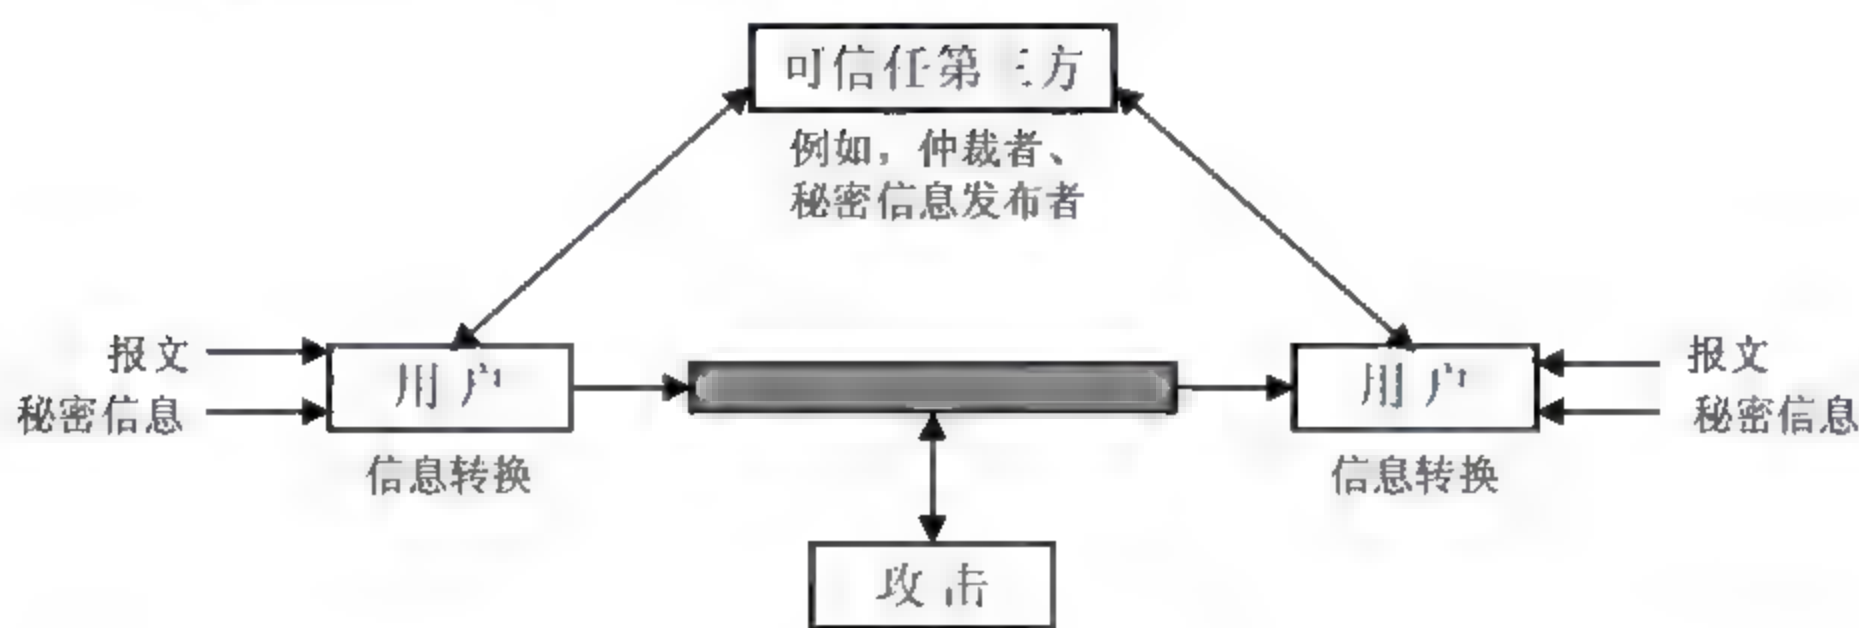 可信任第三方
例如，仲裁者、
秘密信息发布者
报文
秘密信息
用户
信息转换
用户
信息转换
报文
秘密信息
攻击